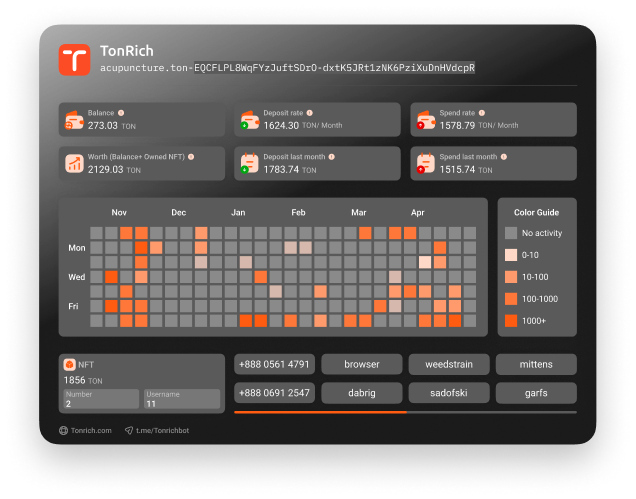 TonRich
acupuncture.ton-EQCFLPL8WqFYzJuftSDrO-dxtK5JRt1zNK6PziXuDnHVdcpR
Balance
273.03 TON
Deposit rate
1624.30 TON/ Month
Spend rate
1578.79 TON/ Month
Worth (Balance+ Owned NFT)
2129.03 TON
Deposit last month
1783.74 TON
Spend last month
1515.74 TON
Nov Dec Jan Feb Mar Apr
Mon
Wed
Fri
Color Guide
No activity
0-10
10-100
100-1000
1000+
NFT
1856 TON
Number
2
Username
11
+888 0561 4791 browser weedstrain mittens
+888 0691 2547 dabrig sadofski garfs
Tonrich.com t.me/Tonrichbot